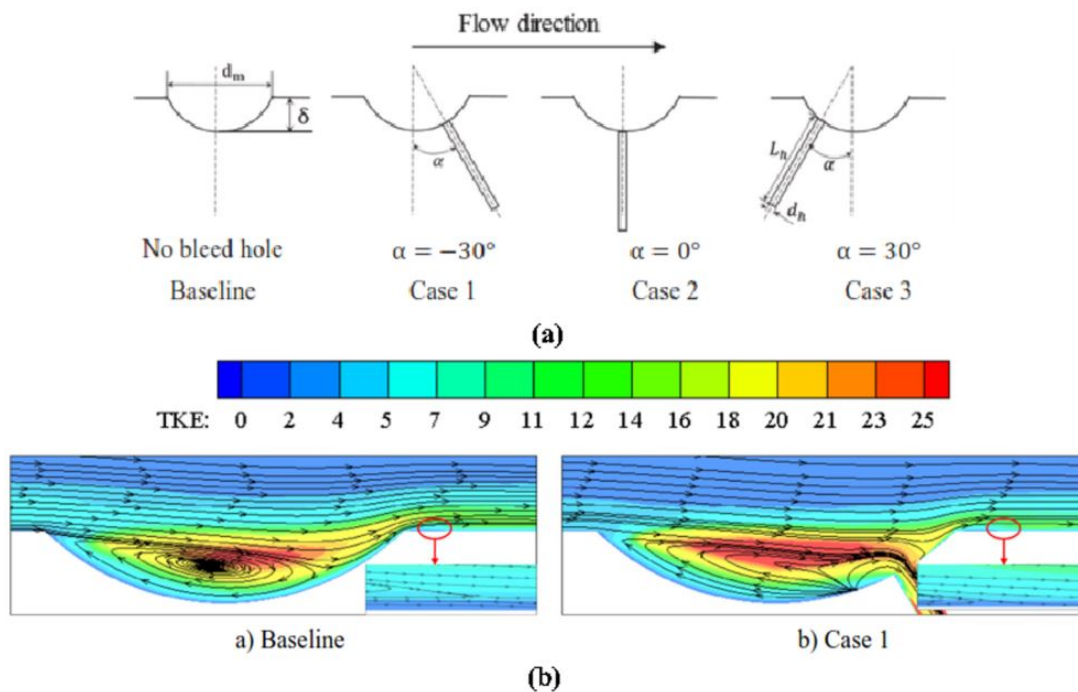 (a)
Flow direction
dₘ
δ
α
α
Lₕ
dₕ
No bleed hole
α = −30°
α = 0°
α = 30°
Baseline
Case 1
Case 2
Case 3
(a)
TKE: 0 2 4 5 7 9 11 12 14 16 18 20 21 23 25
a) Baseline
b) Case 1
(b)